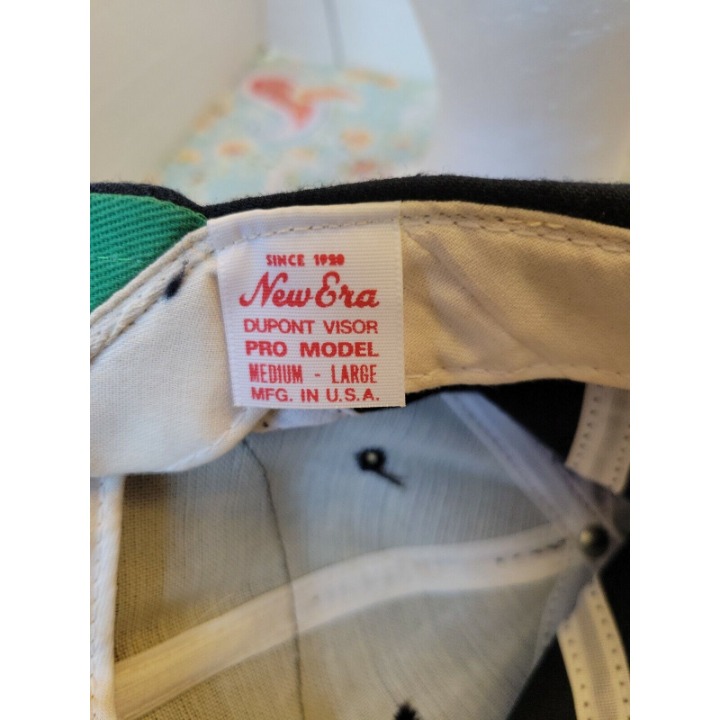 SINCE 1920
New Era
DUPONT VISOR
PRO MODEL
MEDIUM - LARGE
MFG. IN U.S.A.